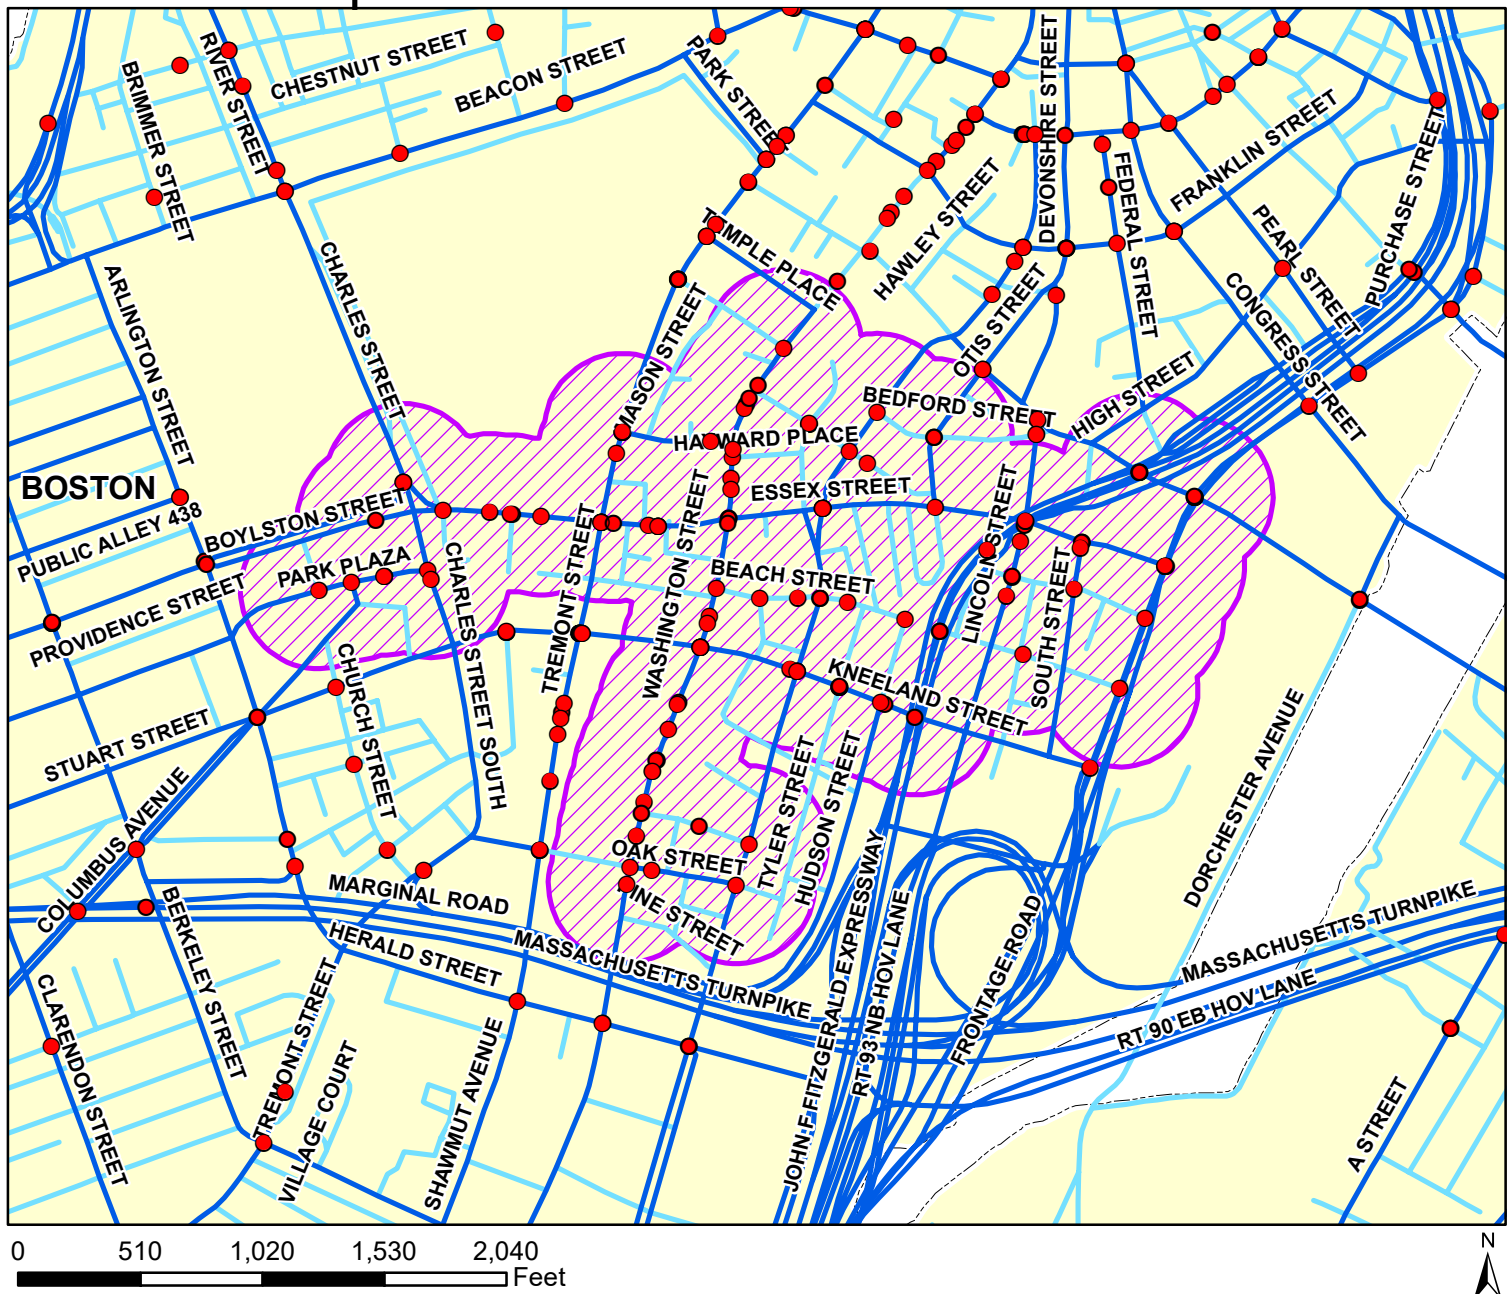 CHESTNUT STREET
BEACON STREET
RIVER STREET
BRIMMER STREET
PARK STREET
DEVONSHIRE STREET
FRANKLIN STREET
FEDERAL STREET
PURCHASE STREET
HAWLEY STREET
PEARL STREET
TEMPLE PLACE
CHARLES STREET
ARLINGTON STREET
OTIS STREET
CONGRESS STREET
MASON STREET
BEDFORD STREET
HIGH STREET
HAYWARD PLACE
BOSTON
ESSEX STREET
PUBLIC ALLEY 438
BOYLSTON STREET
WASHINGTON STREET
LINCOLN STREET
PARK PLAZA
TREMONT STREET
BEACH STREET
SOUTH STREET
PROVIDENCE STREET
CHARLES STREET SOUTH
CHURCH STREET
KNEELAND STREET
STUART STREET
COLUMBUS AVENUE
TYLER STREET
HUDSON STREET
DORCHESTER AVENUE
OAK STREET
MARGINAL ROAD
PINE STREET
BERKELEY STREET
HERALD STREET
MASSACHUSETTS TURNPIKE
MASSACHUSETTS TURNPIKE
JOHN F FITZGERALD EXPRESSWAY
RT 93 NB HOV LANE
FRONTAGE ROAD
RT 90 EB HOV LANE
CLARENDON STREET
TREMONT STREET
VILLAGE COURT
SHAWMUT AVENUE
A STREET
0 510 1,020 1,530 2,040
Feet
N